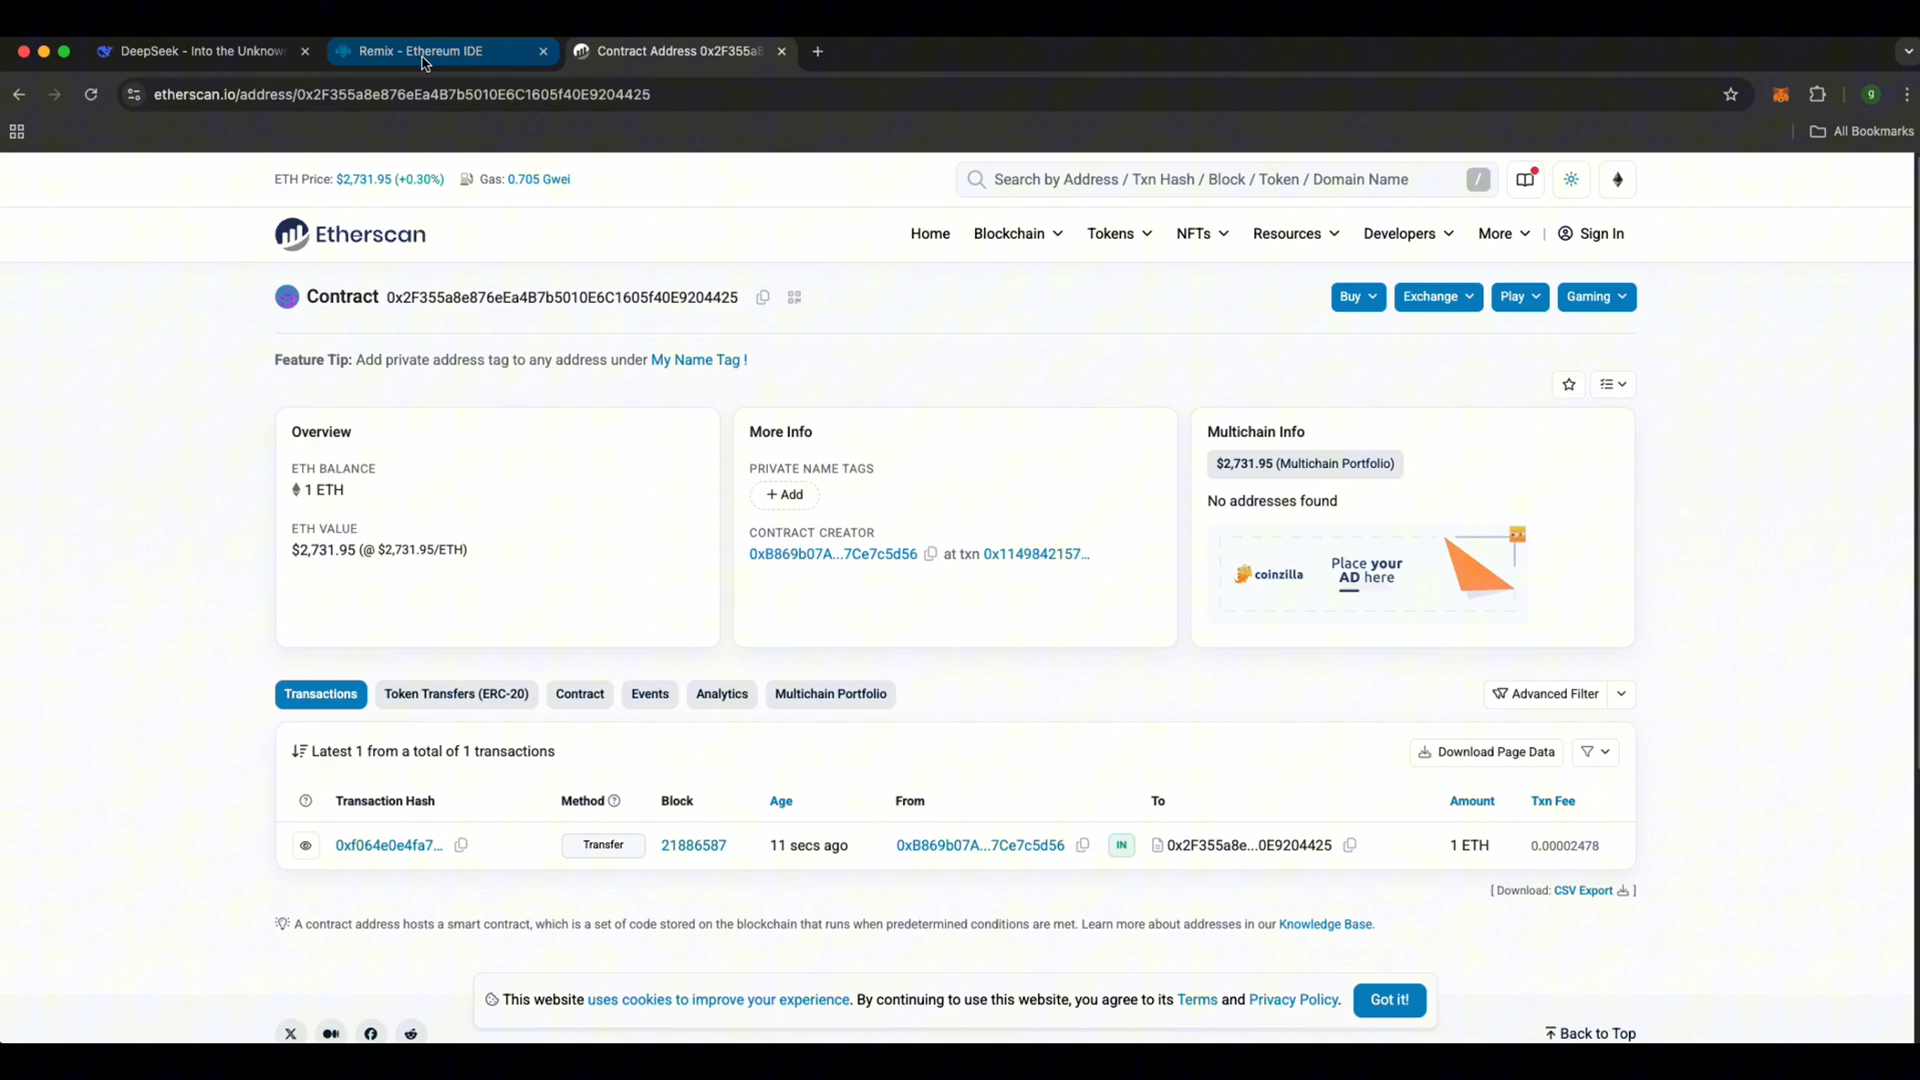 DeepSeek - Into the Unknown
Remix - Ethereum IDE
Contract Address 0x2F355a8
etherscan.io/address/0x2F355a8e876eEa4B7b5010E6C1605f40E9204425
g
All Bookmarks
ETH Price: $2,731.95 (+0.30%) Gas: 0.705 Gwei
Search by Address / Txn Hash / Block / Token / Domain Name /
Etherscan
Home Blockchain Tokens NFTs Resources Developers More | Sign In
Contract 0x2F355a8e876eEa4B7b5010E6C1605f40E9204425
Buy Exchange Play Gaming
Feature Tip: Add private address tag to any address under My Name Tag !
Overview
ETH BALANCE
1 ETH
ETH VALUE
$2,731.95 (@ $2,731.95/ETH)
More Info
PRIVATE NAME TAGS
+ Add
CONTRACT CREATOR
0xB869b07A...7Ce7c5d56 at txn 0x1149842157...
Multichain Info
$2,731.95 (Multichain Portfolio)
No addresses found
coinzilla
Place your
AD here
Transactions Token Transfers (ERC-20) Contract Events Analytics Multichain Portfolio
Advanced Filter
Latest 1 from a total of 1 transactions
Download Page Data
Transaction Hash Method Block Age From To Amount Txn Fee
0xf064e0e4fa7... Transfer 21886587 11 secs ago 0xB869b07A...7Ce7c5d56 IN 0x2F355a8e...0E9204425 1 ETH 0.00002478
[ Download: CSV Export ]
A contract address hosts a smart contract, which is a set of code stored on the blockchain that runs when predetermined conditions are met. Learn more about addresses in our Knowledge Base.
This website uses cookies to improve your experience. By continuing to use this website, you agree to its Terms and Privacy Policy.
Got it!
Back to Top